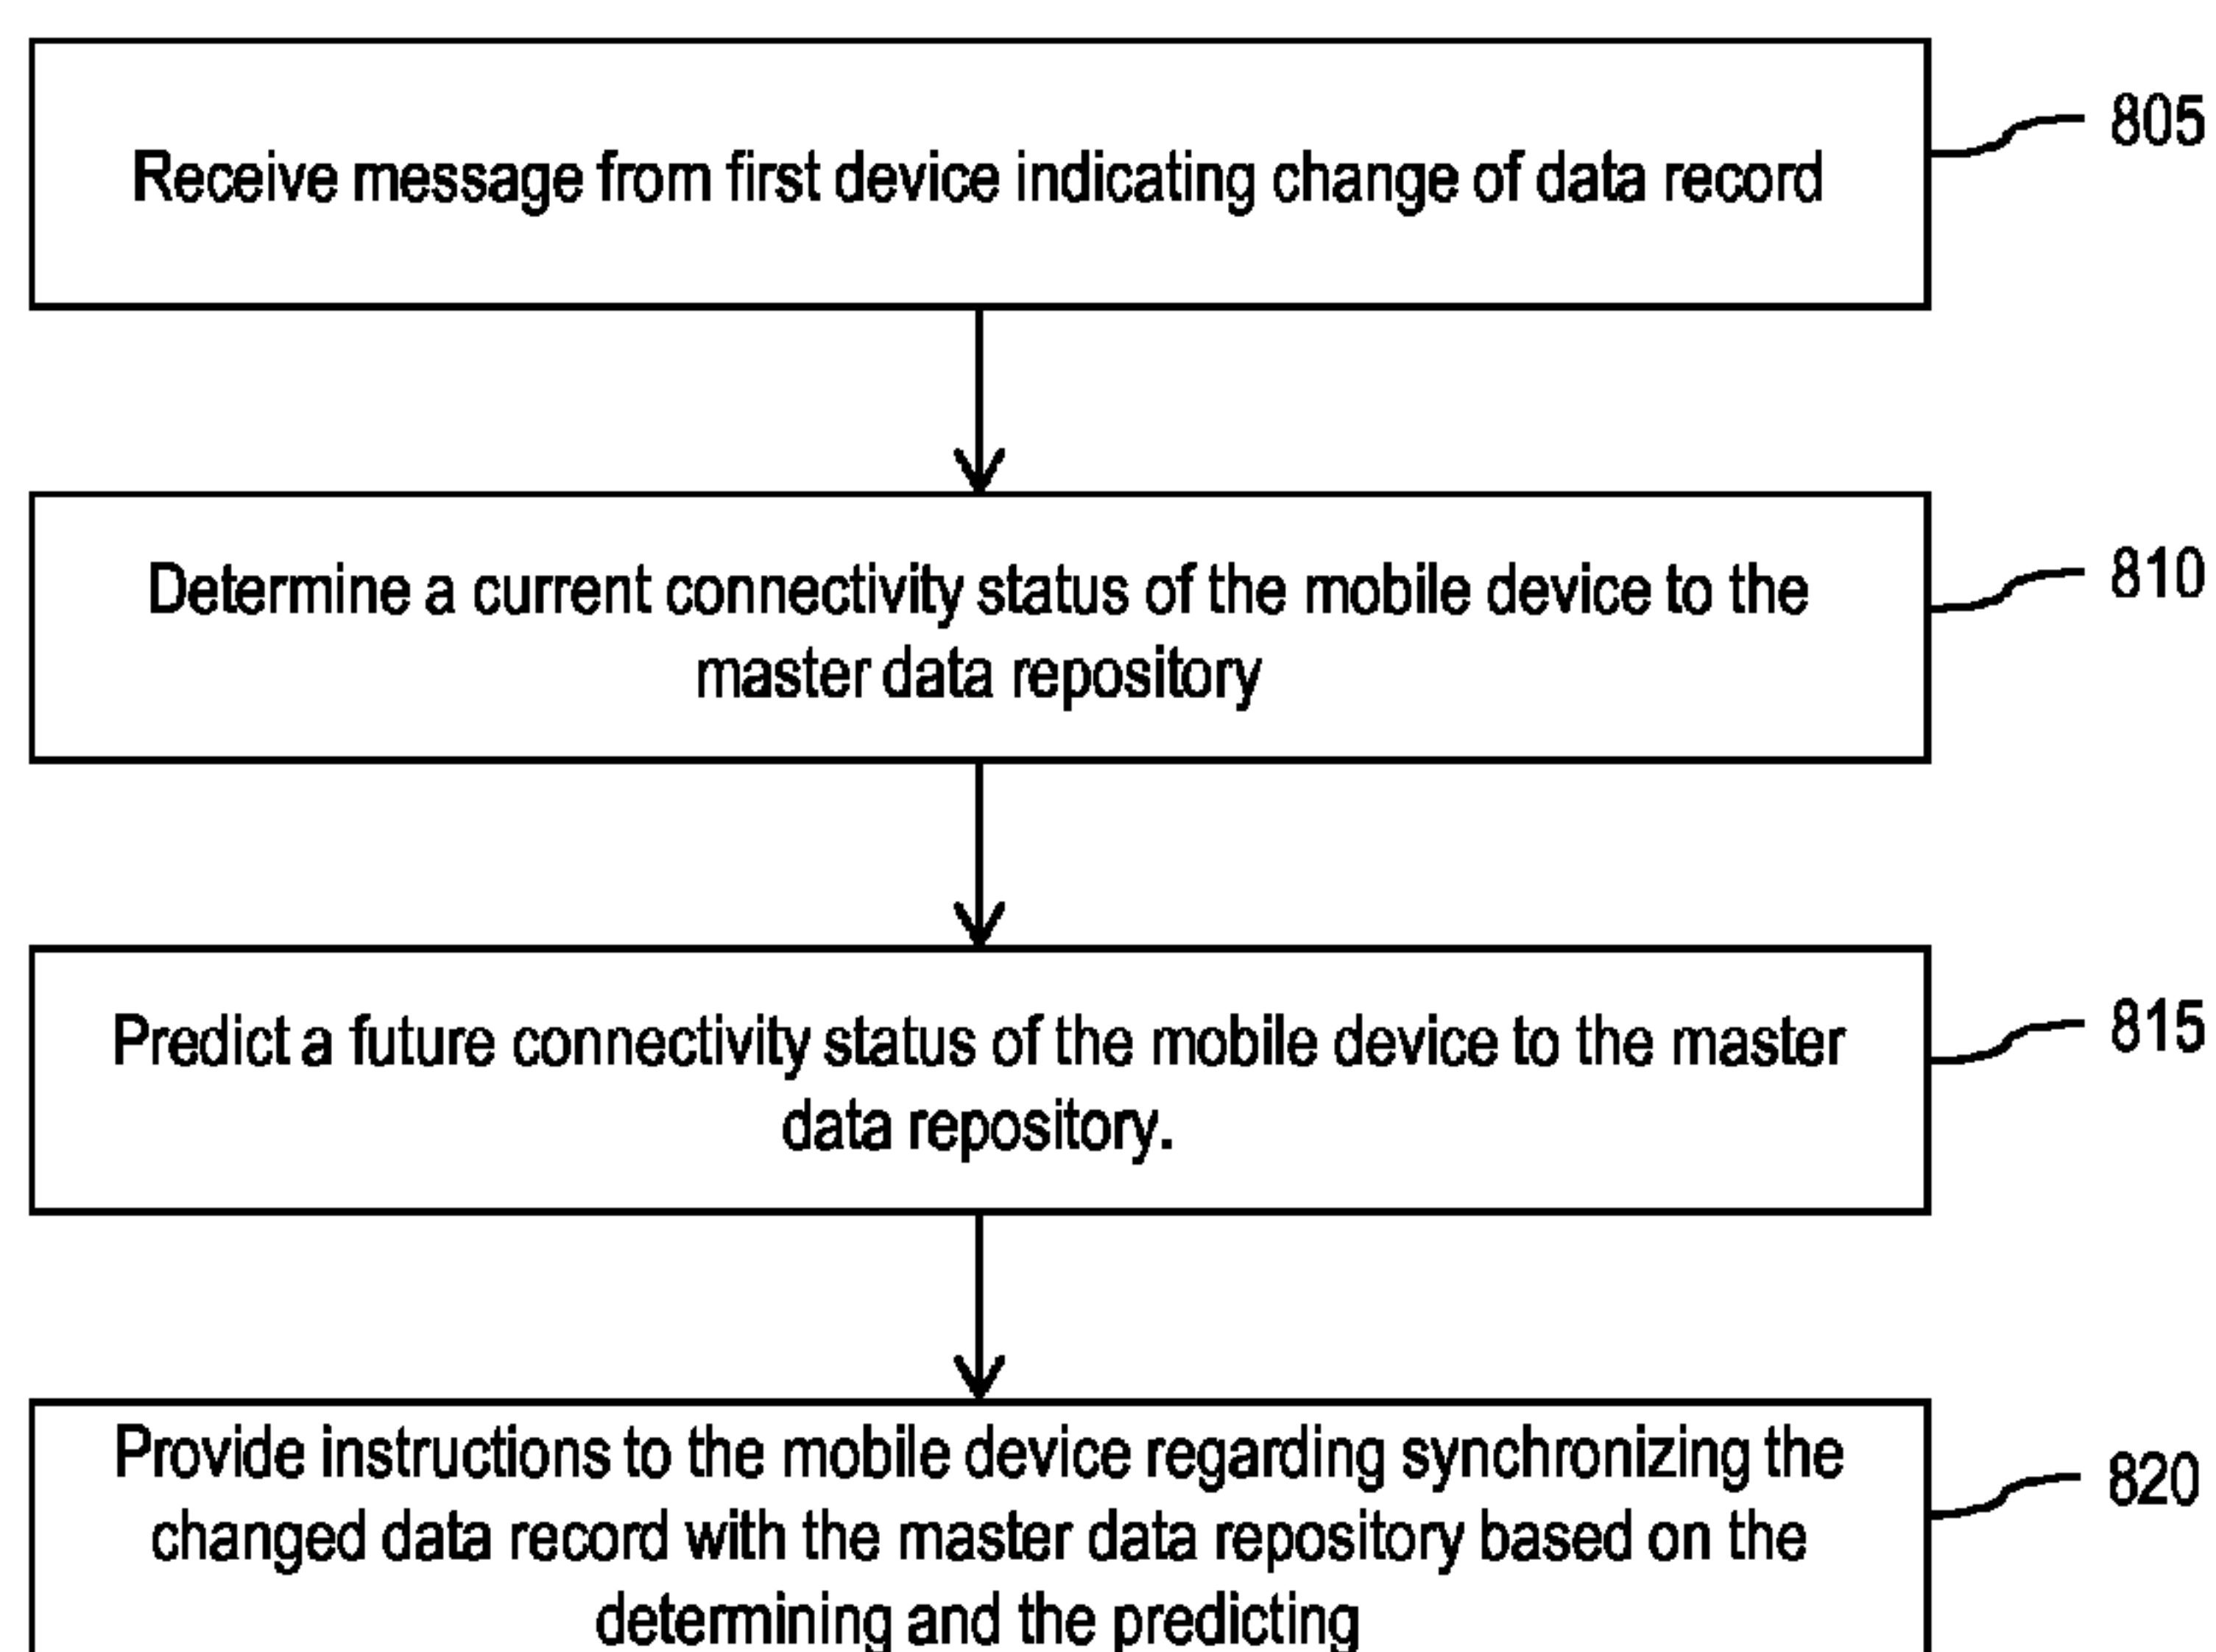 Receive message from first device indicating change of data record
805
Determine a current connectivity status of the mobile device to the
master data repository
810
Predict a future connectivity status of the mobile device to the master
data repository.
815
Provide instructions to the mobile device regarding synchronizing the
changed data record with the master data repository based on the
determining and the predicting
820